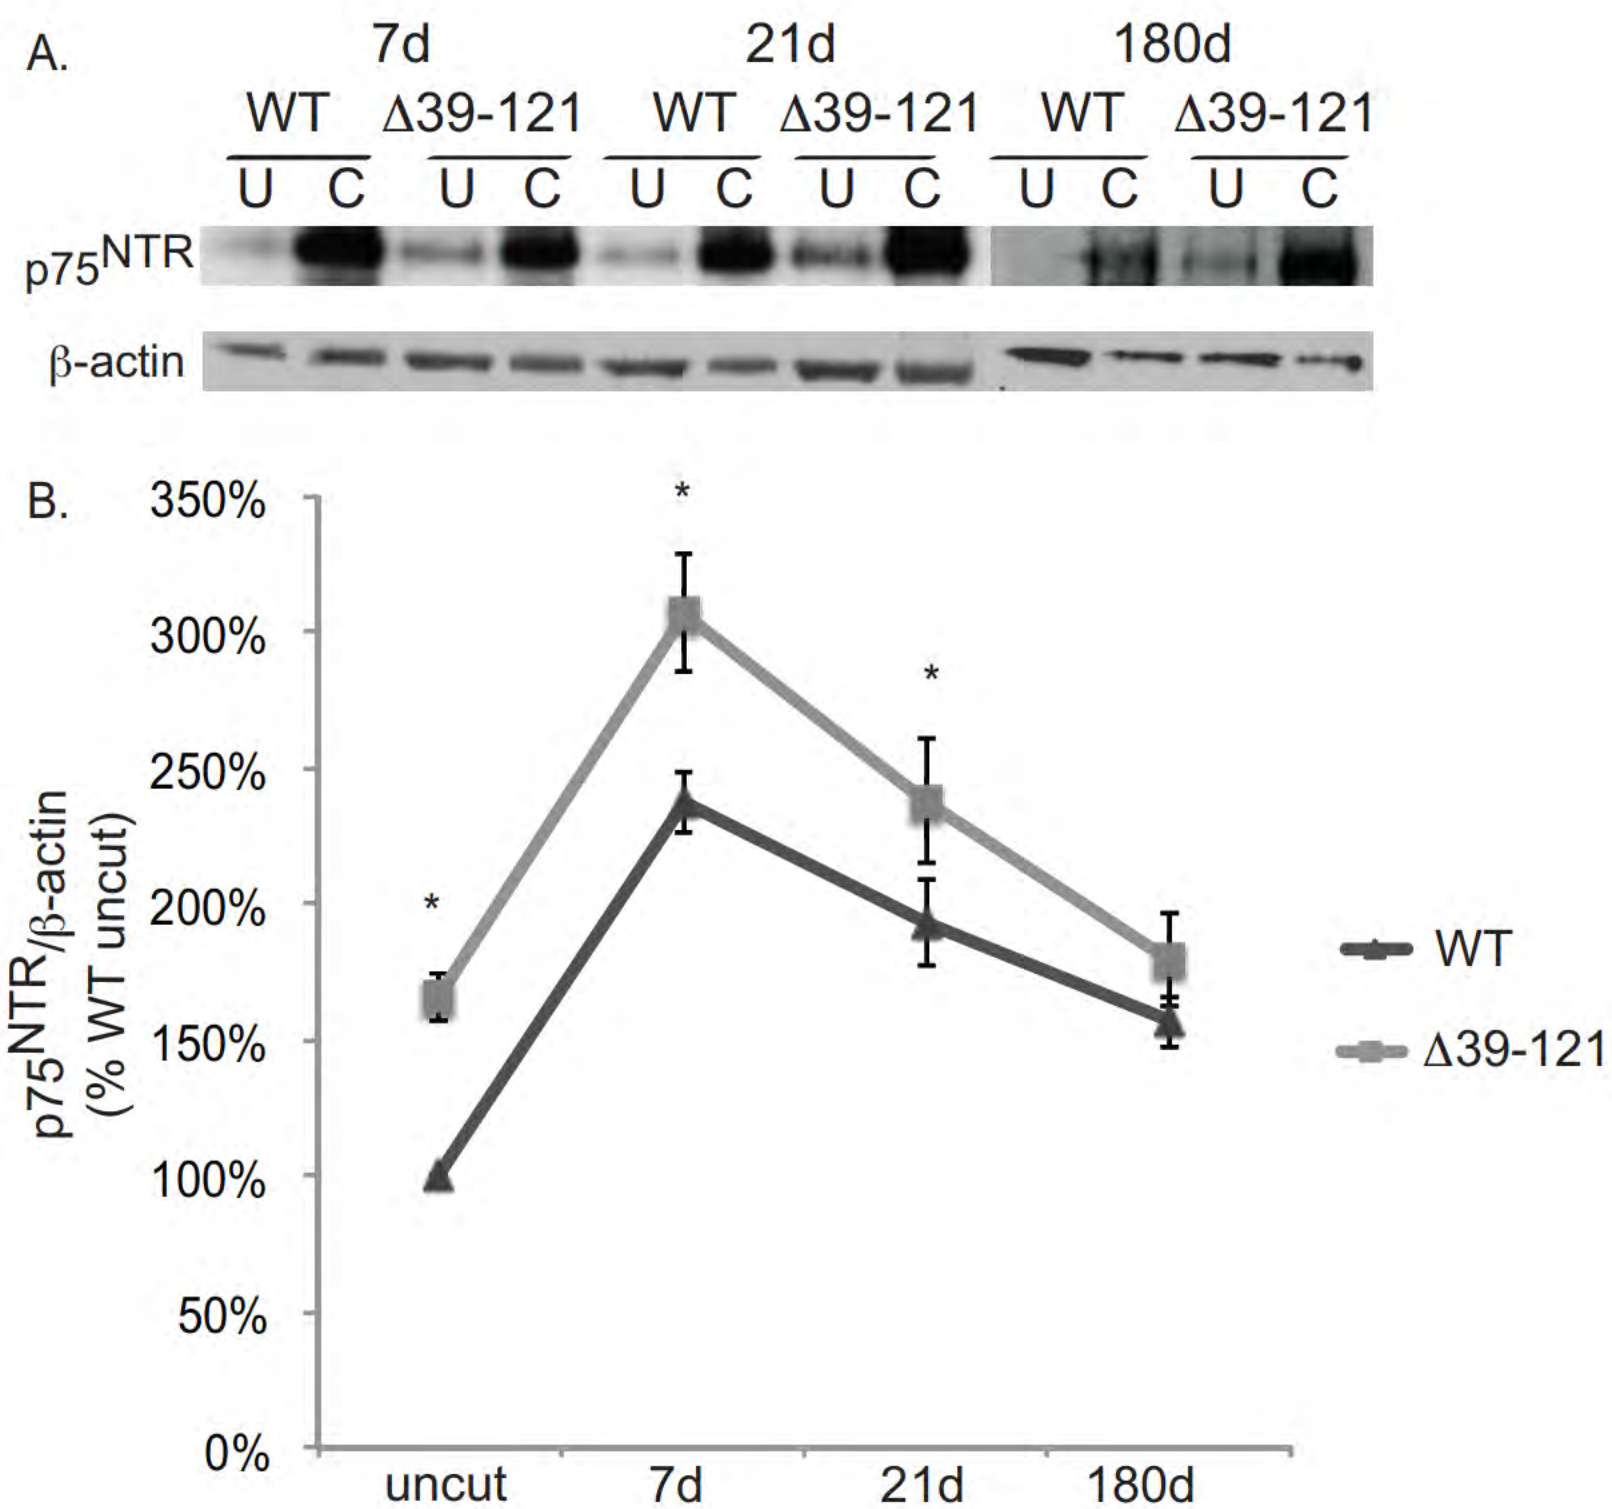 A.
7d 21d 180d
WT Δ39-121 WT Δ39-121 WT Δ39-121
U C U C U C U C U C U C
p75NTR
β-actin
B.
350%
*
300%
*
250%
200%
*
150%
100%
50%
0%
p75NTR/β-actin
(% WT uncut)
WT
Δ39-121
uncut 7d 21d 180d